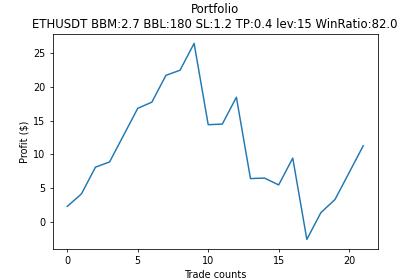 Portfolio
ETHUSDT BBM:2.7 BBL:180 SL:1.2 TP:0.4 lev:15 WinRatio:82.0
Profit ($)
25
20
15
10
5
0
0 5 10 15 20
Trade counts